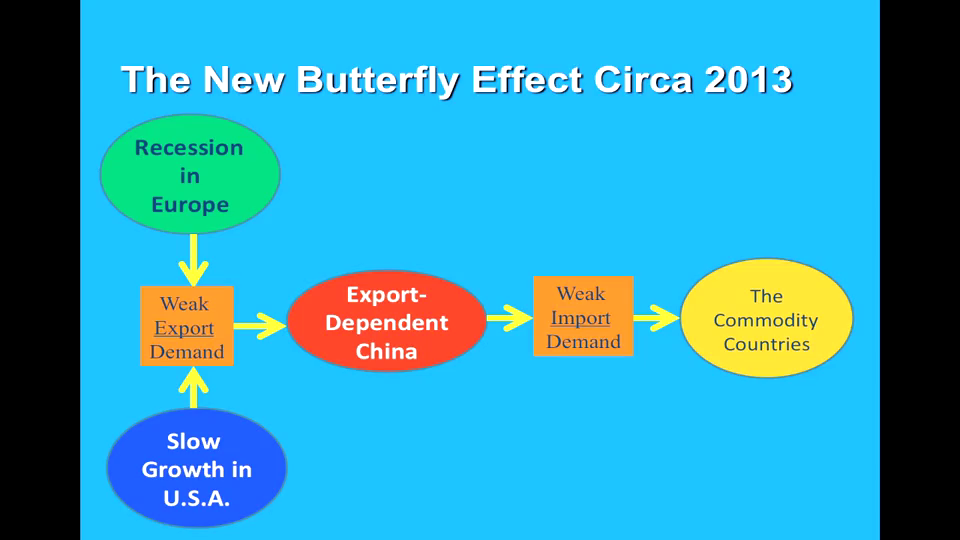 The New Butterfly Effect Circa 2013
Recession
in
Europe
Weak
Export
Demand
Slow
Growth in
U.S.A.
Export-
Dependent
China
Weak
Import
Demand
The
Commodity
Countries